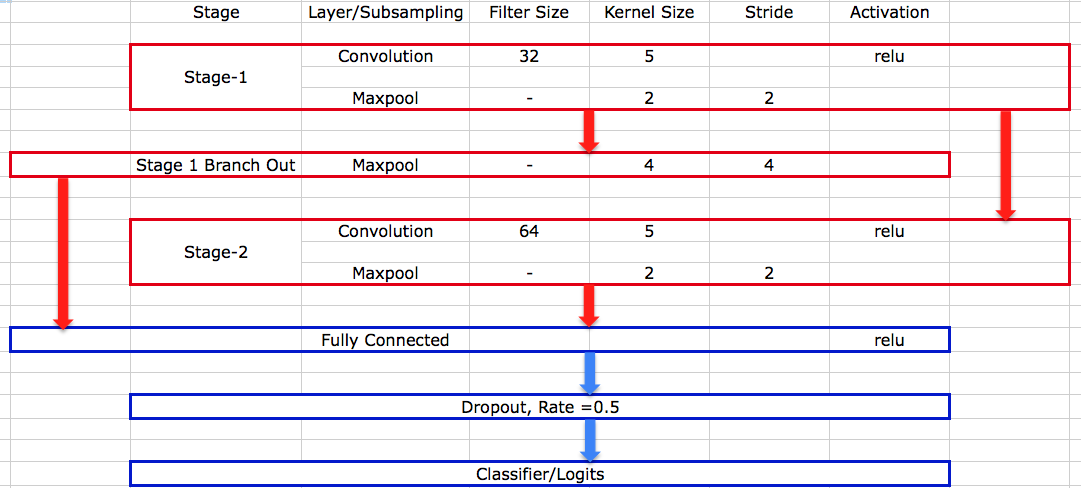 Stage Layer/Subsampling Filter Size Kernel Size Stride Activation
Convolution 32 5 relu
Stage-1
Maxpool - 2 2
Stage 1 Branch Out Maxpool - 4 4
Convolution 64 5 relu
Stage-2
Maxpool - 2 2
Fully Connected relu
Dropout, Rate =0.5
Classifier/Logits